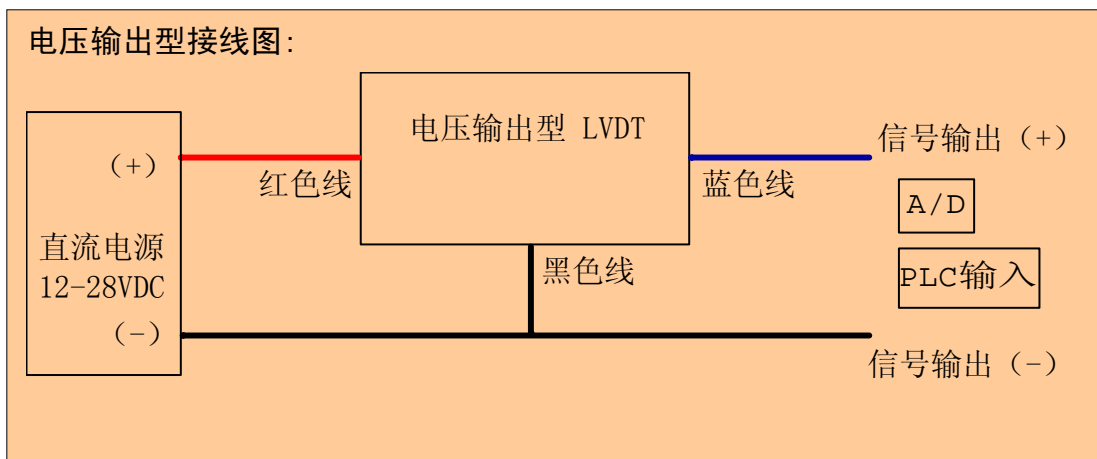 电压输出型接线图:
电压输出型 LVDT
信号输出 (+)
(+)
红色线
蓝色线
A/D
直流电源
12-28VDC
黑色线
PLC输入
(-)
信号输出 (-)